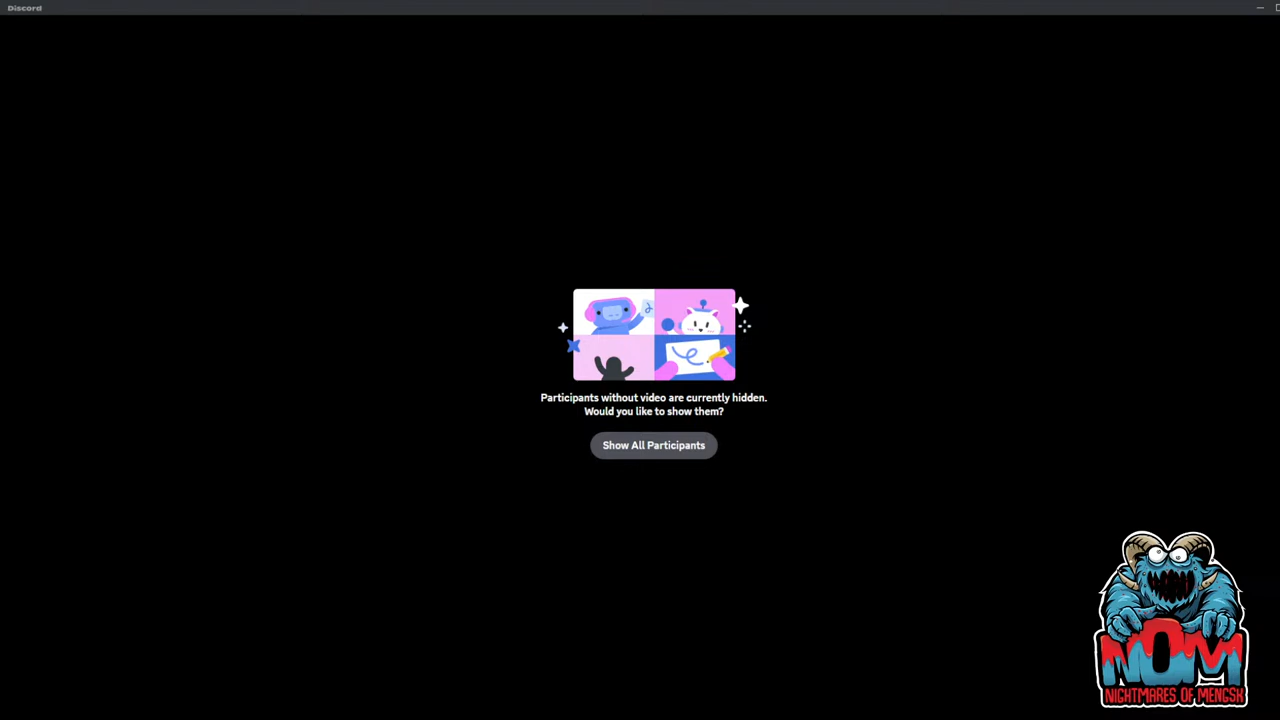 Discord
Participants without video are currently hidden.
Would you like to show them?
Show All Participants
NOM
NIGHTMARES OF MENGSK